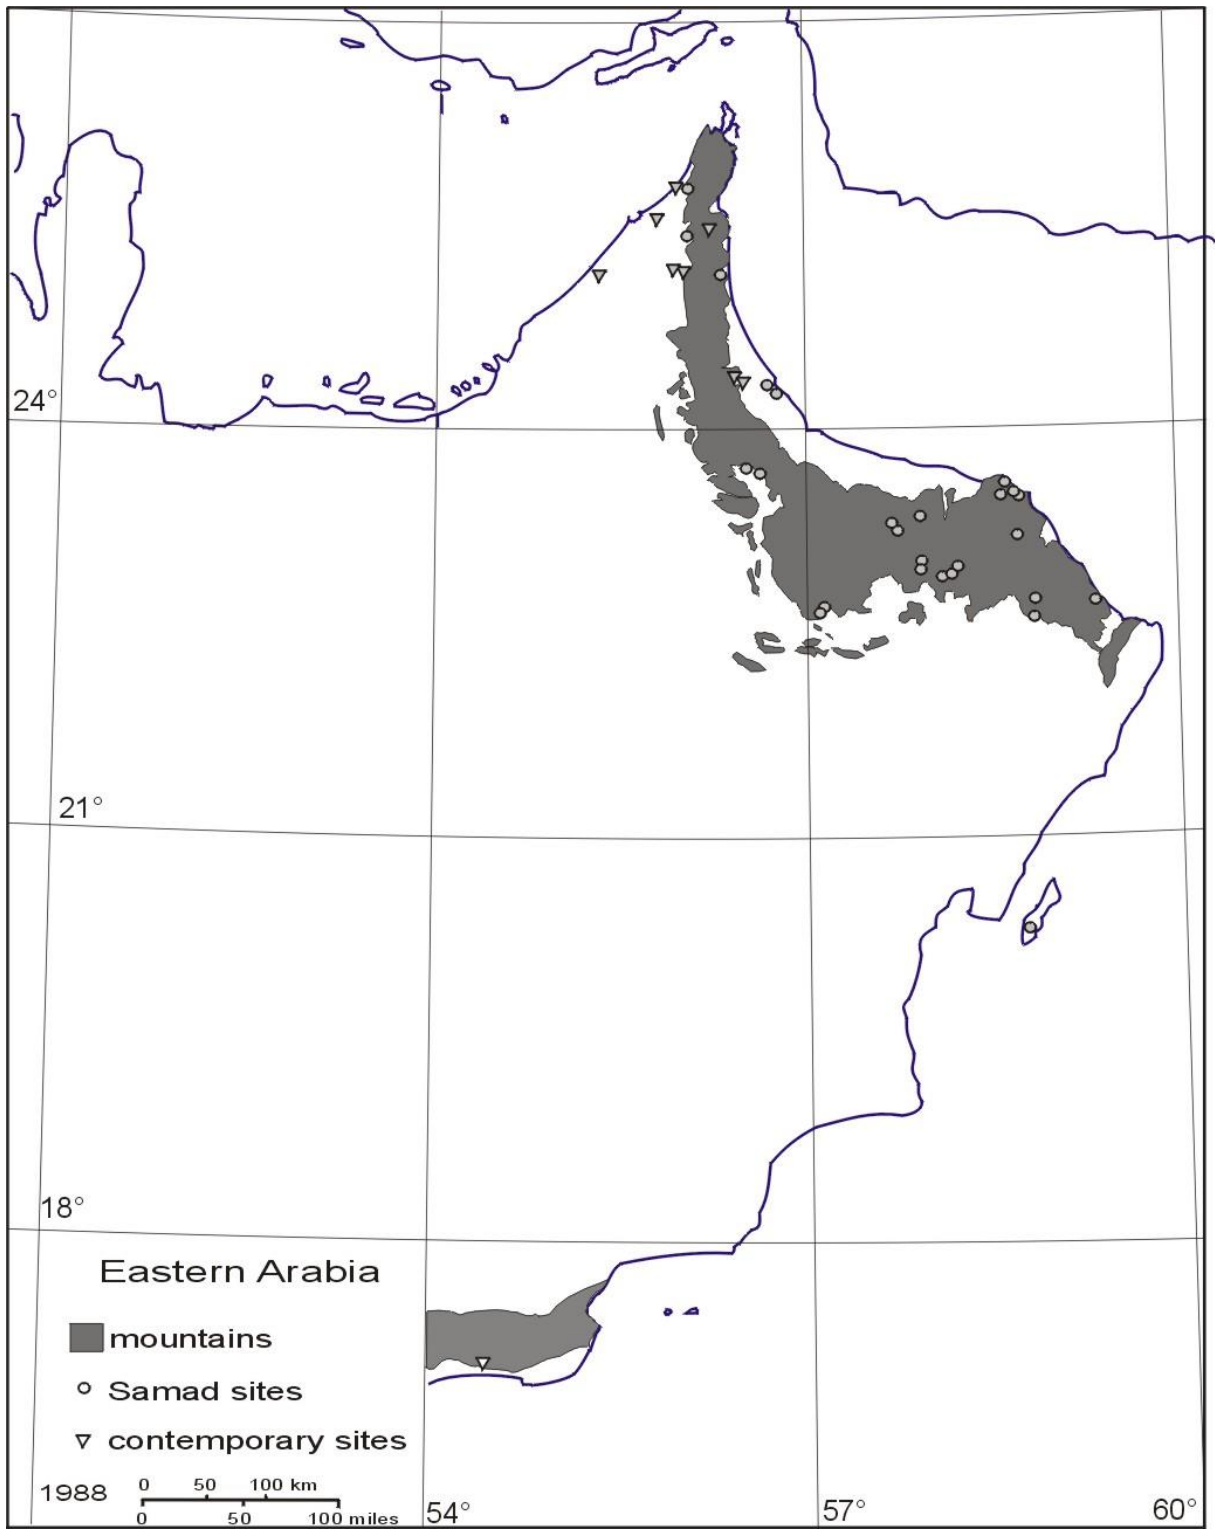 24°
21°
18°
Eastern Arabia
mountains
Samad sites
contemporary sites
1988
0 50 100 km
0 50 100 miles
54°
57°
60°